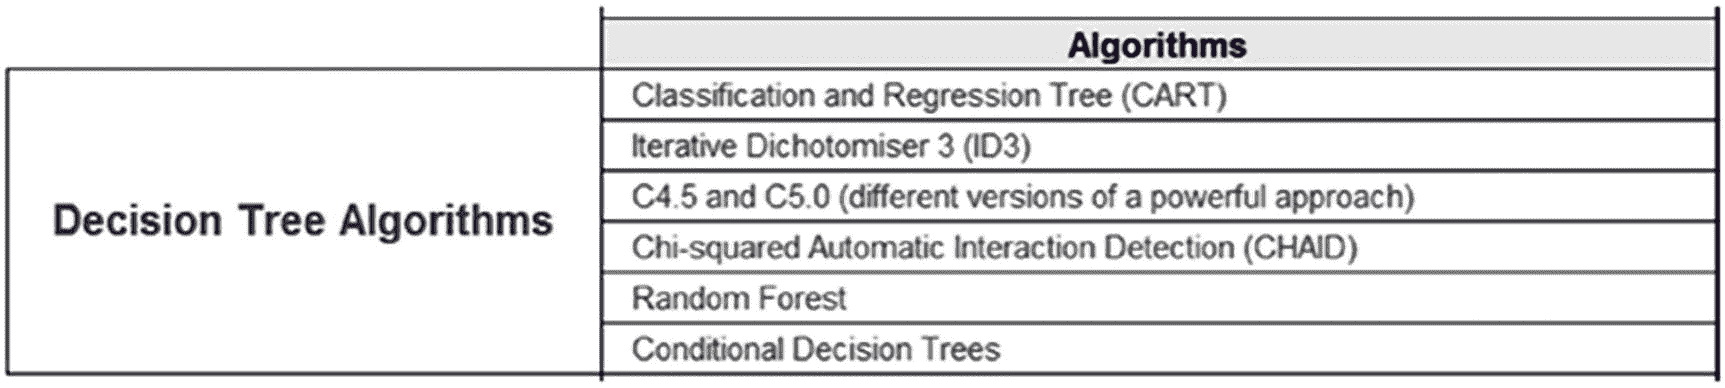 Algorithms
Decision Tree Algorithms
Classification and Regression Tree (CART)
Iterative Dichotomiser 3 (ID3)
C4.5 and C5.0 (different versions of a powerful approach)
Chi-squared Automatic Interaction Detection (CHAID)
Random Forest
Conditional Decision Trees